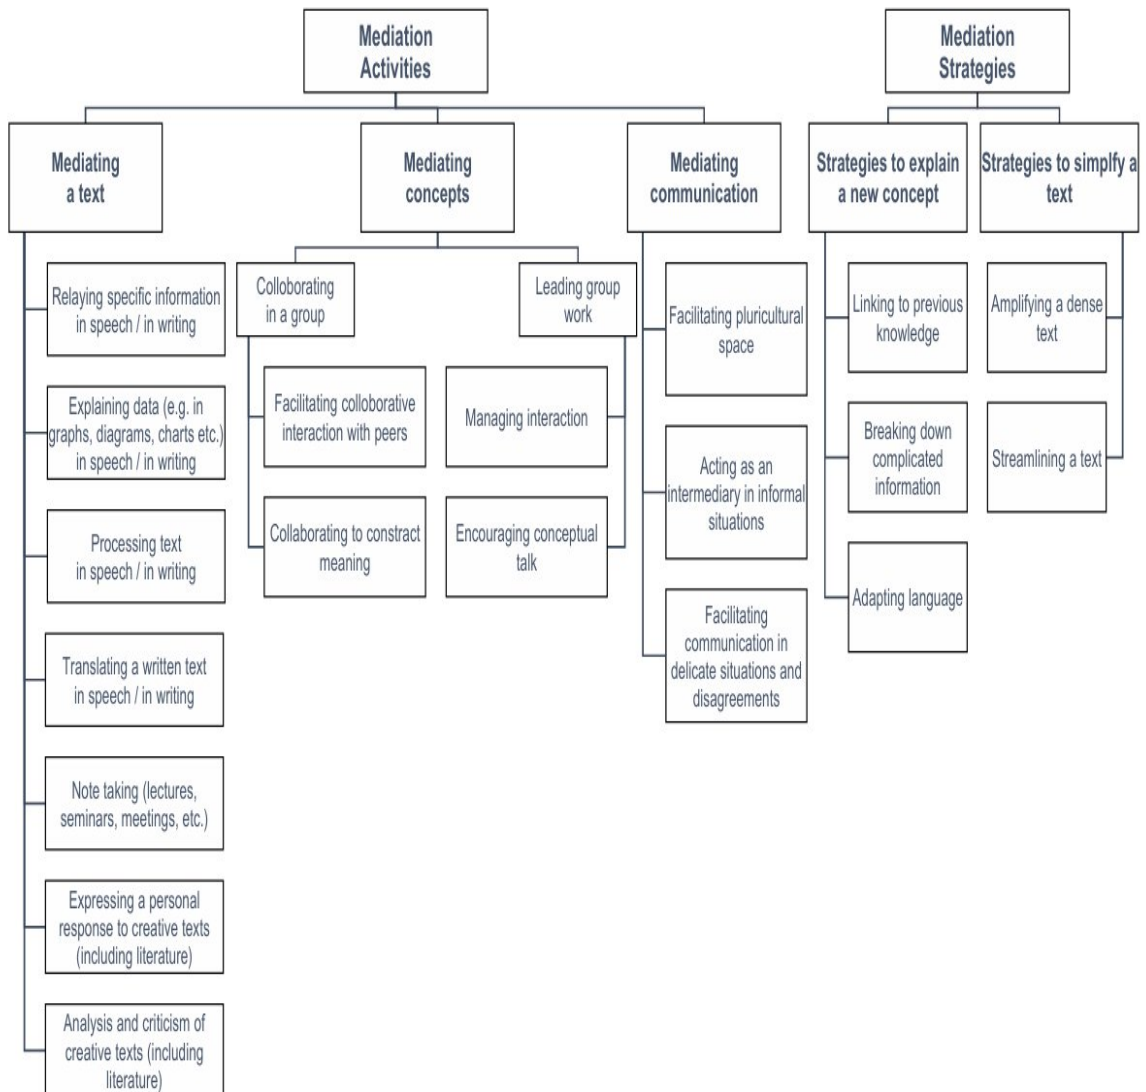 Mediation
Activities
Mediation
Strategies
Mediating
a text
Mediating
concepts
Mediating
communication
Strategies to explain
a new concept
Strategies to simplfy a
text
Relaying specific information
in speech / in writing
Explaining data (e.g. in
graphs, diagrams, charts etc.)
in speech / in writing
Processing text
in speech / in writing
Translating a written text
in speech / in writing
Note taking (lectures,
seminars, meetings, etc.)
Expressing a personal
response to creative texts
(including literature)
Analysis and criticism of
creative texts (including
literature)
Colloborating
in a group
Facilitating colloborative
interaction with peers
Collaborating to constract
meaning
Leading group
work
Managing interaction
Encouraging conceptual
talk
Facilitating pluricultural
space
Acting as an
intermediary in informal
situations
Facilitating
communication in
delicate situations and
disagreements
Linking to previous
knowledge
Breaking down
complicated
information
Adapting language
Amplifying a dense
text
Streamlining a text